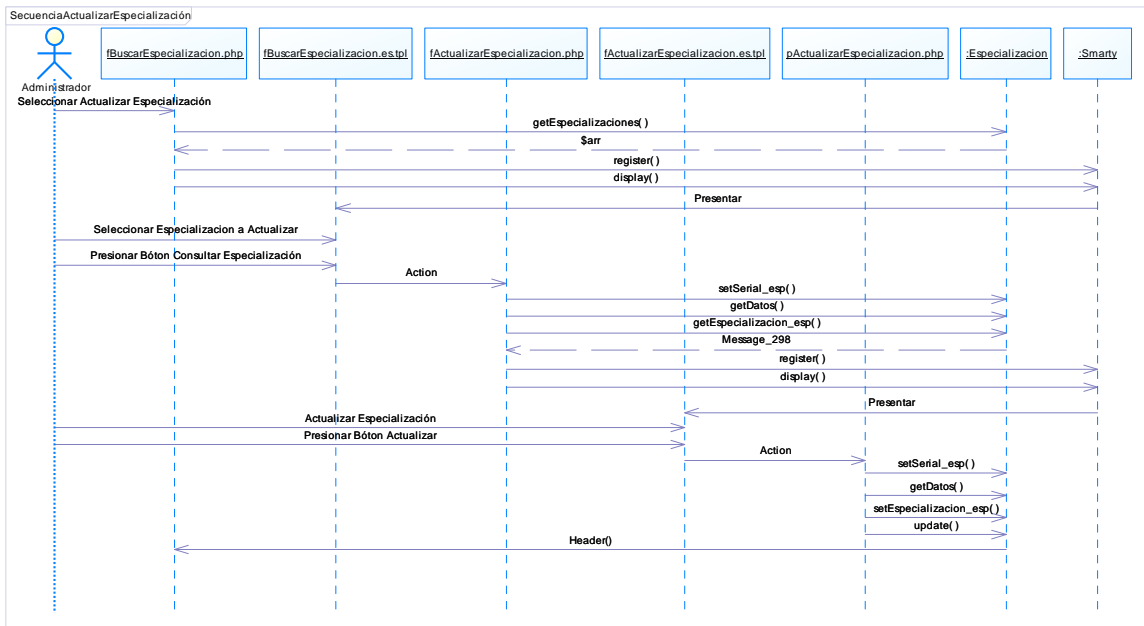 SecuenciaActualizarEspecialización
fBuscarEspecializacion.php
fBuscarEspecializacion.es.tpl
fActualizarEspecializacion.php
fActualizarEspecializacion.es.tpl
pActualizarEspecializacion.php
:Especializacion
:Smarty
Administrador
Seleccionar Actualizar Especialización
getEspecializaciones( )
$arr
register( )
display( )
Presentar
Seleccionar Especializacion a Actualizar
Presionar Bóton Consultar Especialización
Action
setSerial_esp( )
getDatos( )
getEspecializacion_esp( )
Message_298
register( )
display( )
Presentar
Actualizar Especialización
Presionar Bóton Actualizar
Action
setSerial_esp( )
getDatos( )
setEspecializacion_esp( )
update( )
Header()